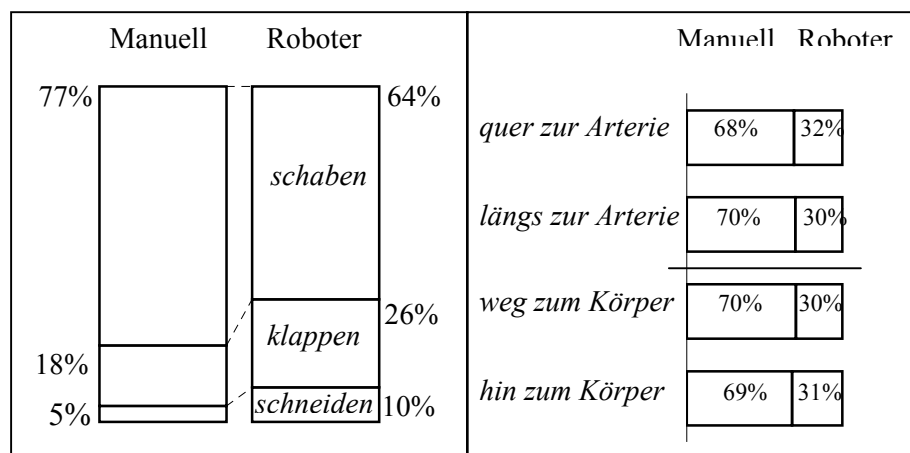 Manuell Roboter
77% 64%
schaben
26%
klappen
18%
schneiden 10%
5%
Manuell Roboter
quer zur Arterie 68% 32%
längs zur Arterie 70% 30%
weg zum Körper 70% 30%
hin zum Körper 69% 31%